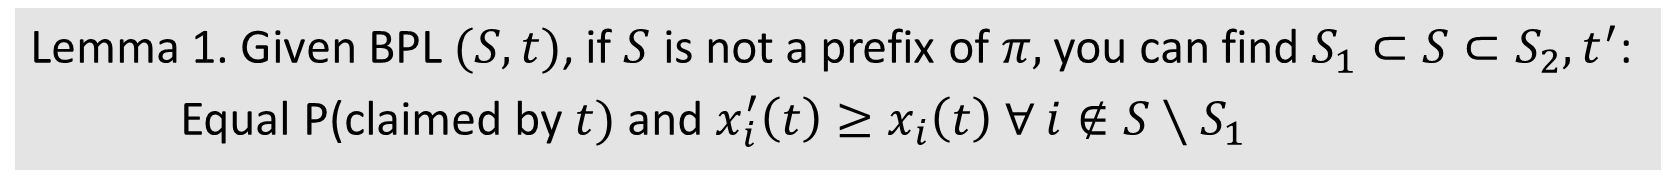 Lemma 1. Given BPL (S, t), if S is not a prefix of π, you can find S₁ ⊂ S ⊂ S₂, t′:
Equal P(claimed by t) and x′ᵢ(t) ≥ xᵢ(t) ∀ i ∉ S \ S₁